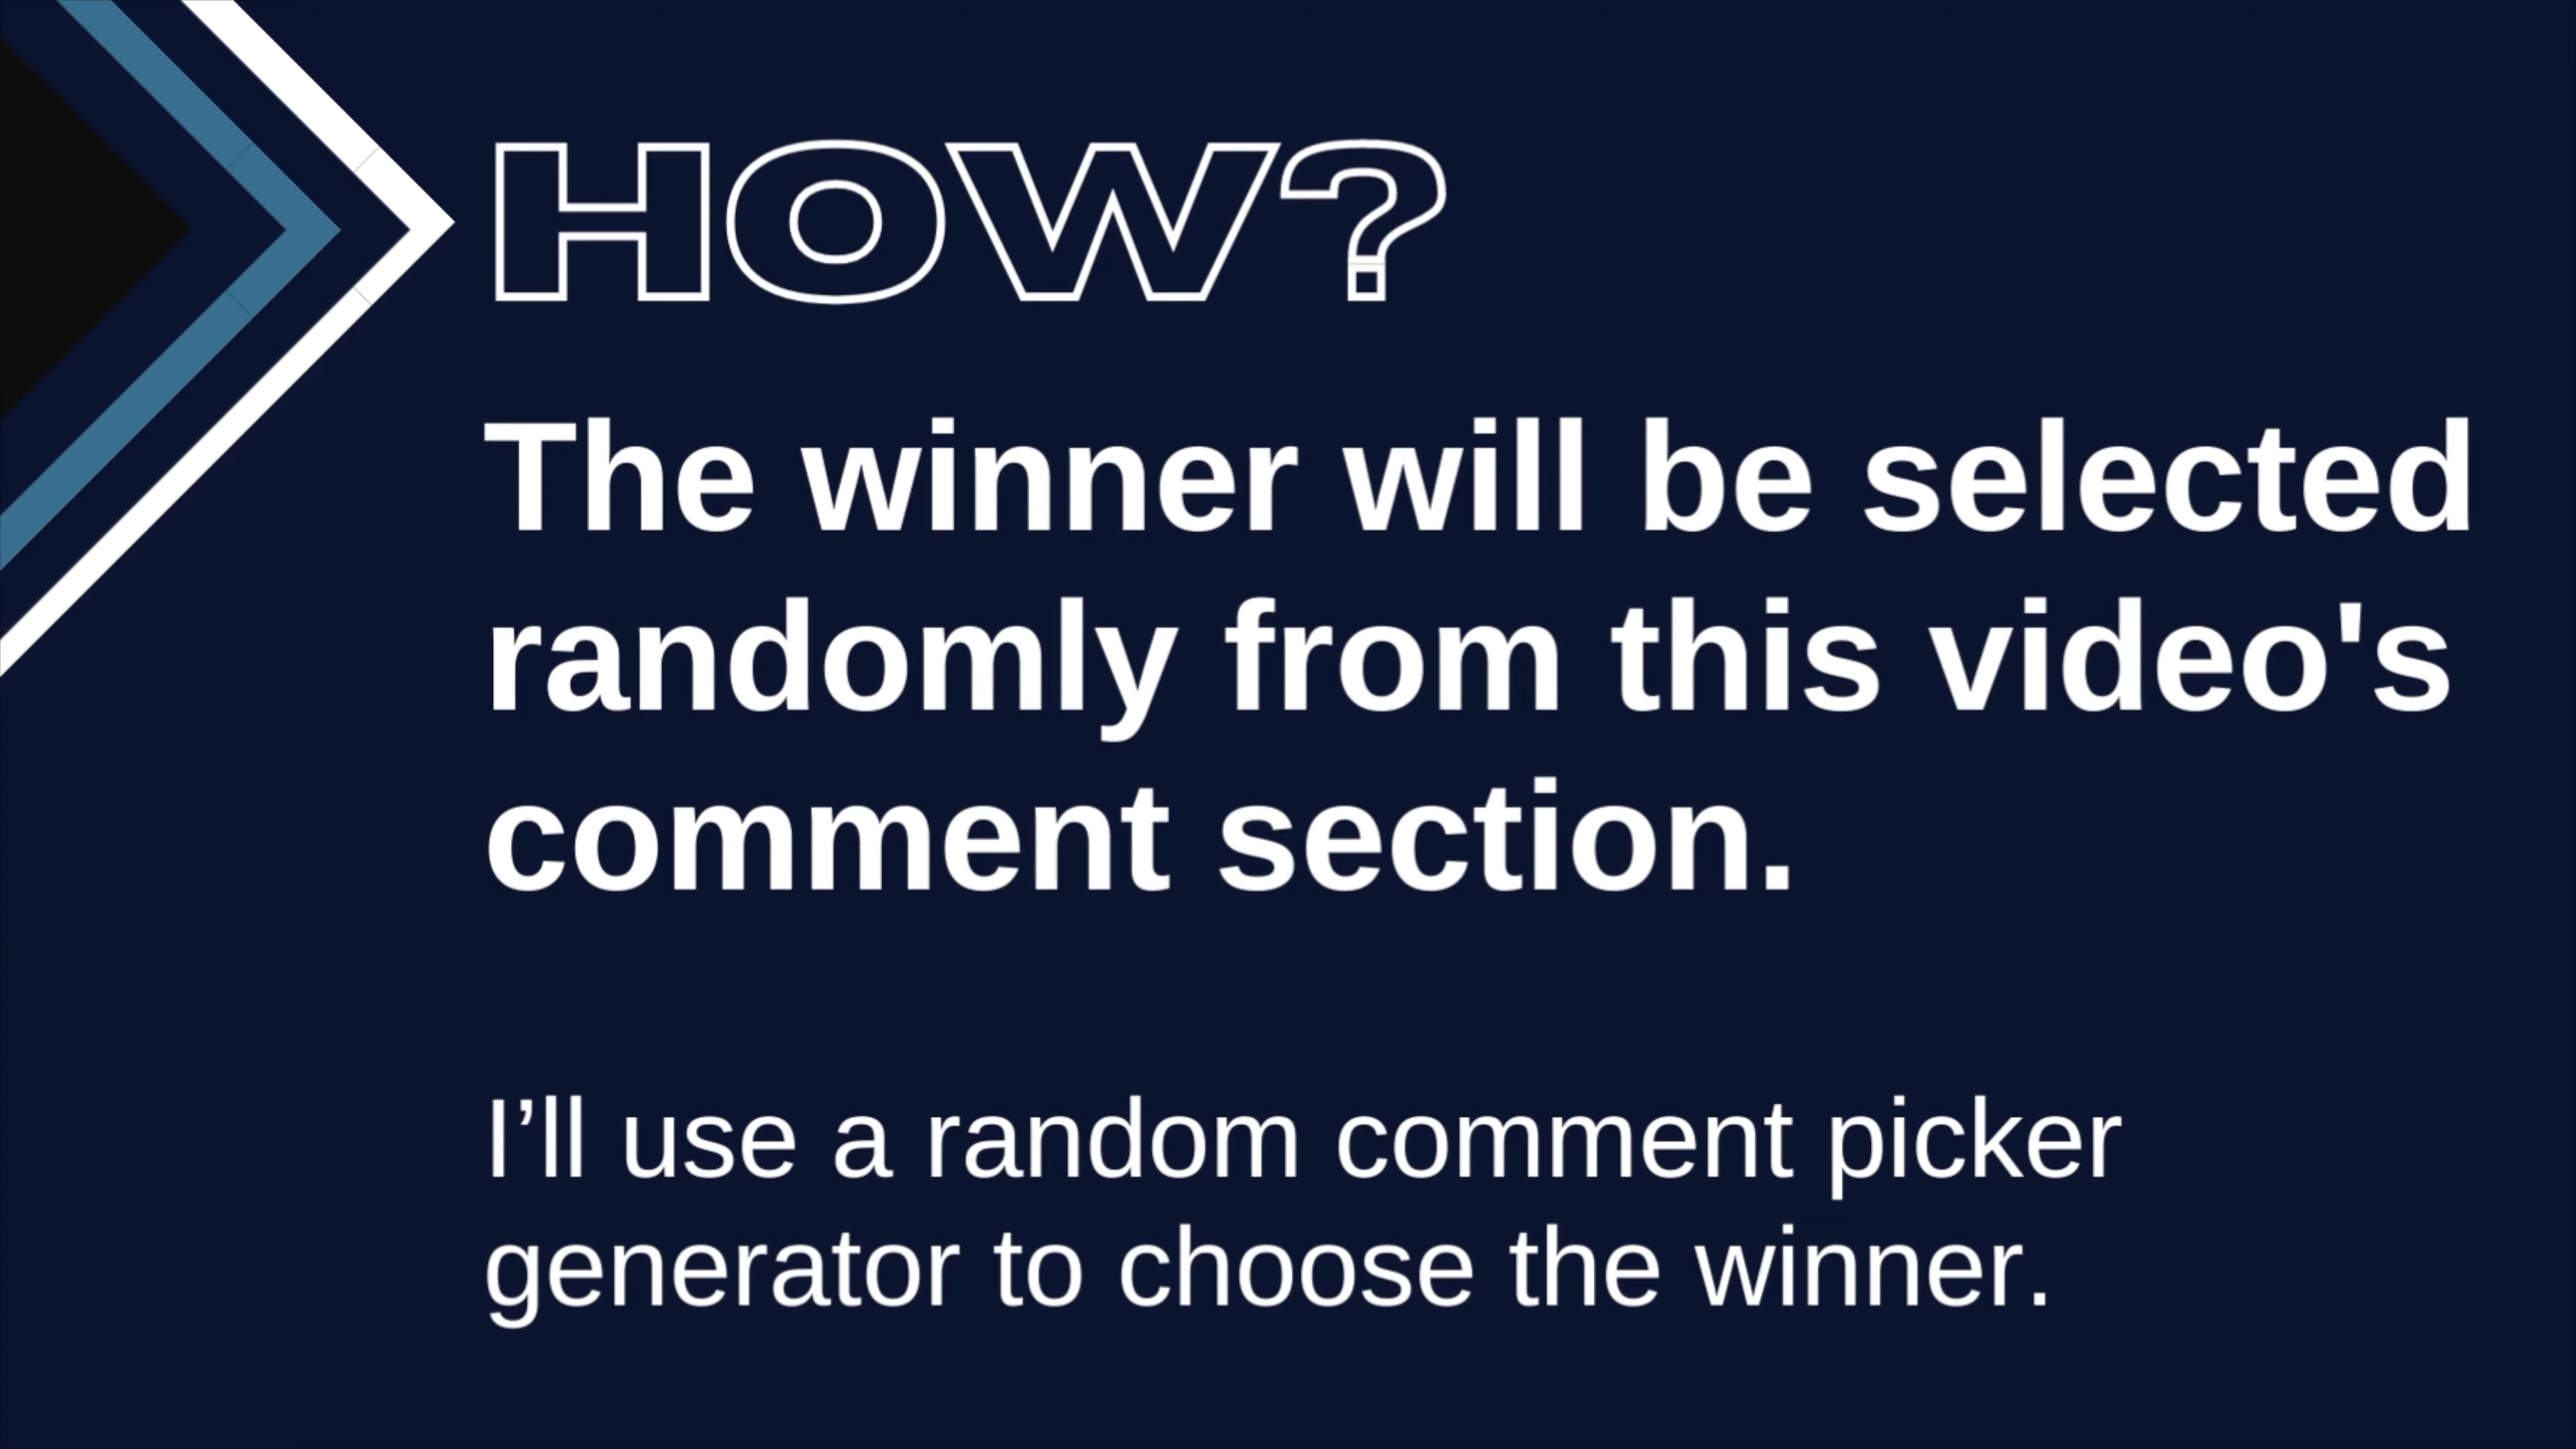 HOW?
The winner will be selected
randomly from this video's
comment section.
I’ll use a random comment picker
generator to choose the winner.